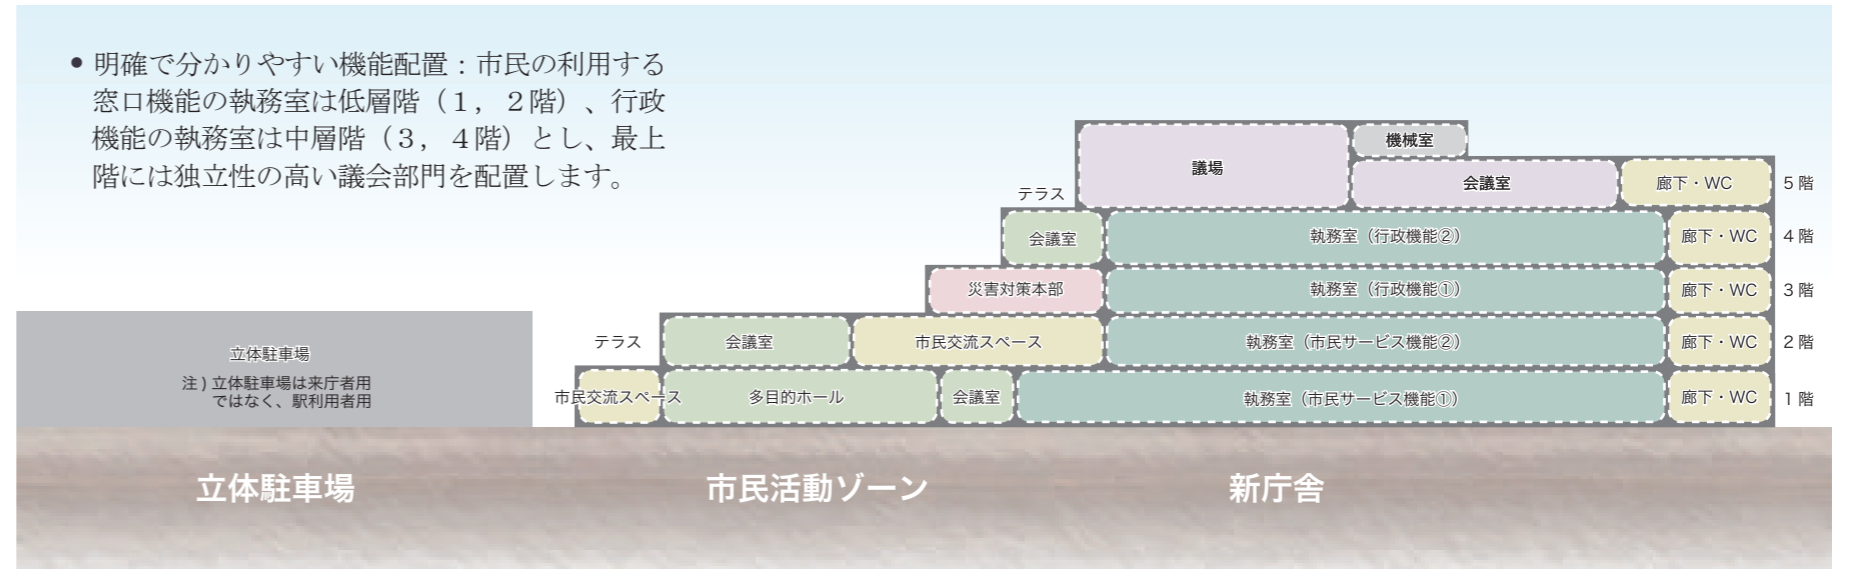 • 明確で分かりやすい機能配置：市民の利用する
窓口機能の執務室は低層階（１，２階）、行政
機能の執務室は中層階（３，４階）とし、最上
階には独立性の高い議会部門を配置します。
機械室
議場
会議室
廊下・WC
5 階
テラス
会議室
執務室（行政機能②）
廊下・WC
4 階
災害対策本部
執務室（行政機能①）
廊下・WC
3 階
テラス
会議室
市民交流スペース
執務室（市民サービス機能②）
廊下・WC
2 階
市民交流スペース
多目的ホール
会議室
執務室（市民サービス機能①）
廊下・WC
1 階
立体駐車場
注 ) 立体駐車場は来庁者用
ではなく、駅利用者用
立体駐車場
市民活動ゾーン
新庁舎